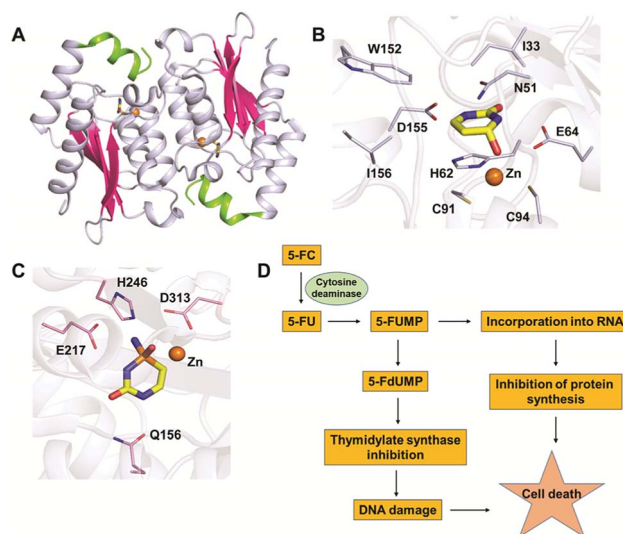 A
B
W152
I33
N51
D155
E64
I156
H62
Zn
C91
C94
C
H246
D313
E217
Zn
Q156
D
5-FC
Cytosine
deaminase
5-FU
5-FUMP
Incorporation into RNA
5-FdUMP
Inhibition of protein
synthesis
Thymidylate synthase
inhibition
Cell death
DNA damage